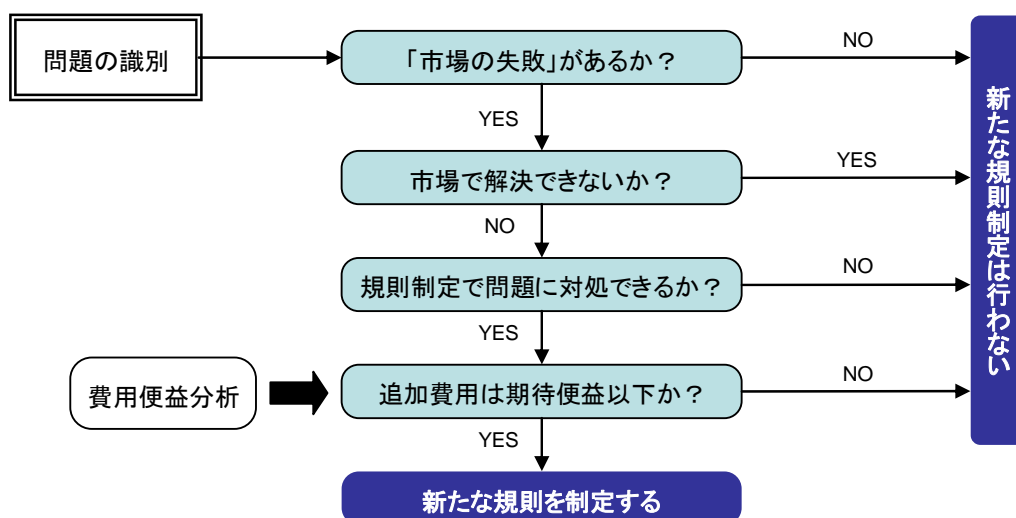 問題の識別
「市場の失敗」があるか？
NO
YES
市場で解決できないか？
YES
NO
規則制定で問題に対処できるか？
NO
YES
費用便益分析
追加費用は期待便益以下か？
NO
YES
新たな規則を制定する
新たな規則制定は行わない